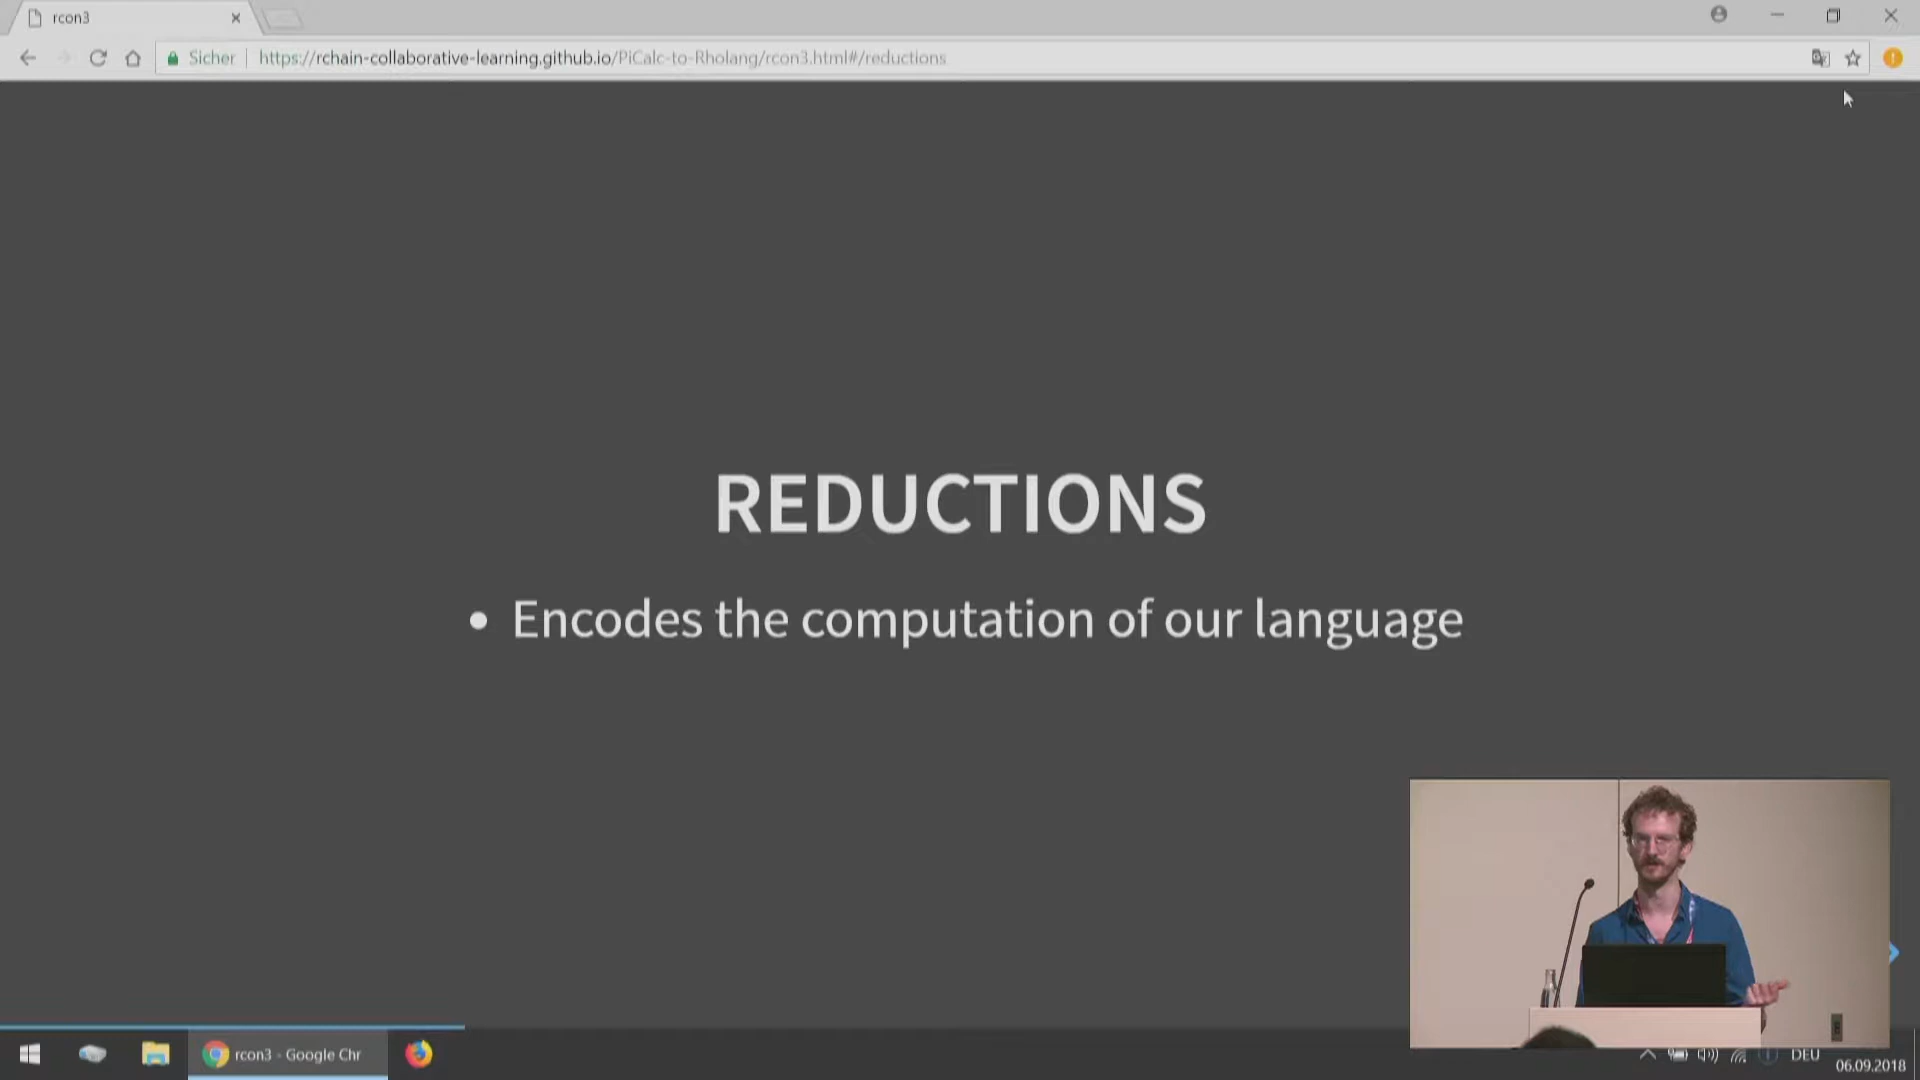 rcon3
Sicher
https://rchain-collaborative-learning.github.io/PiCalc-to-Rholang/rcon3.html#/reductions
REDUCTIONS
• Encodes the computation of our language
rcon3 - Google Chr
DEU
06.09.2018